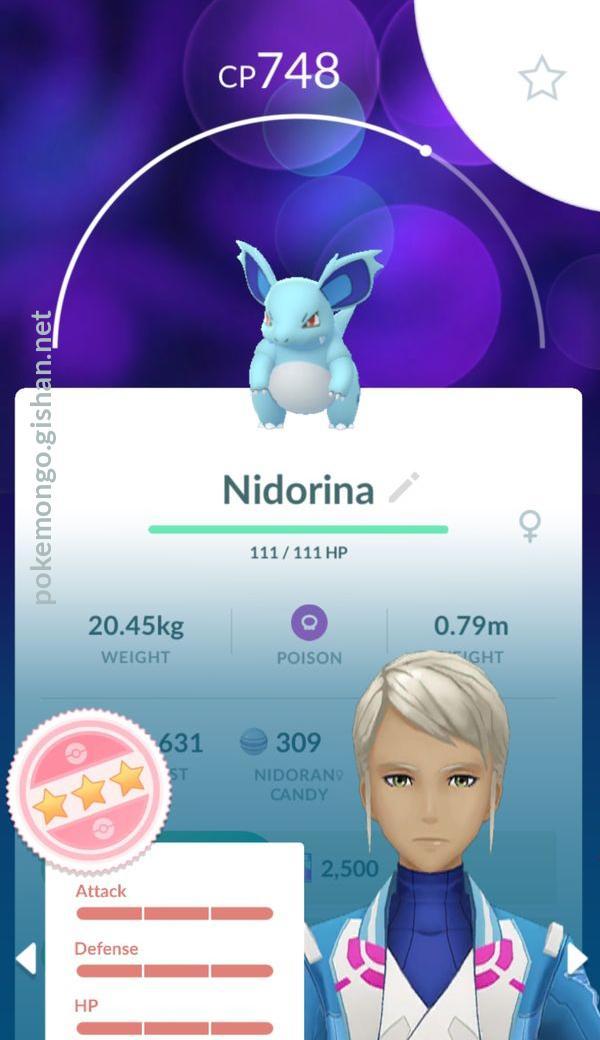 CP748
pokemongo.gishan.net
Nidorina
♀
111 / 111 HP
20.45kg
WEIGHT
POISON
0.79m
309
NIDORAN♀
CANDY
2,500
Attack
Defense
HP